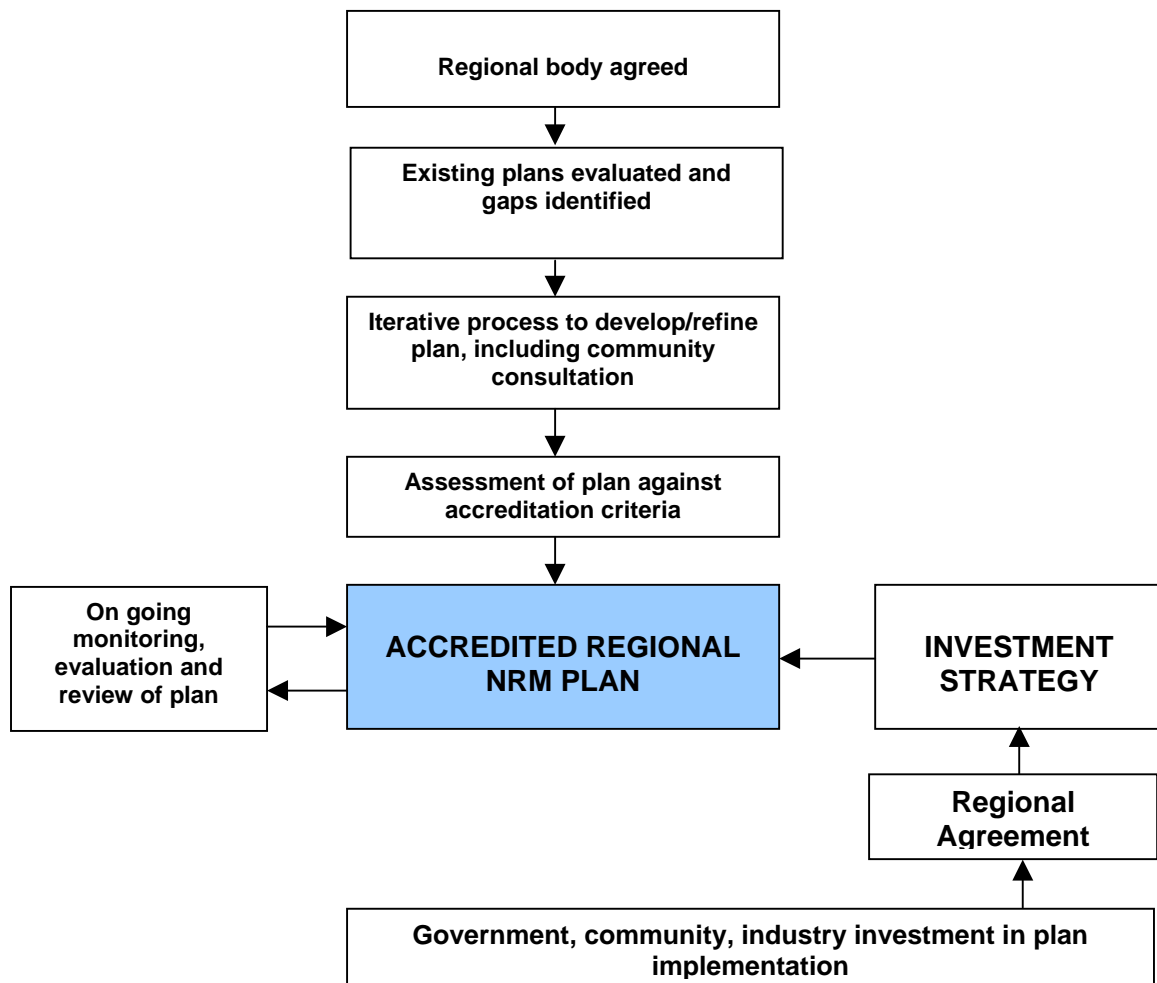 Regional body agreed
Existing plans evaluated and
gaps identified
Iterative process to develop/refine
plan, including community
consultation
Assessment of plan against
accreditation criteria
On going
monitoring,
evaluation and
review of plan
ACCREDITED REGIONAL
NRM PLAN
INVESTMENT
STRATEGY
Regional
Agreement
Government, community, industry investment in plan
implementation